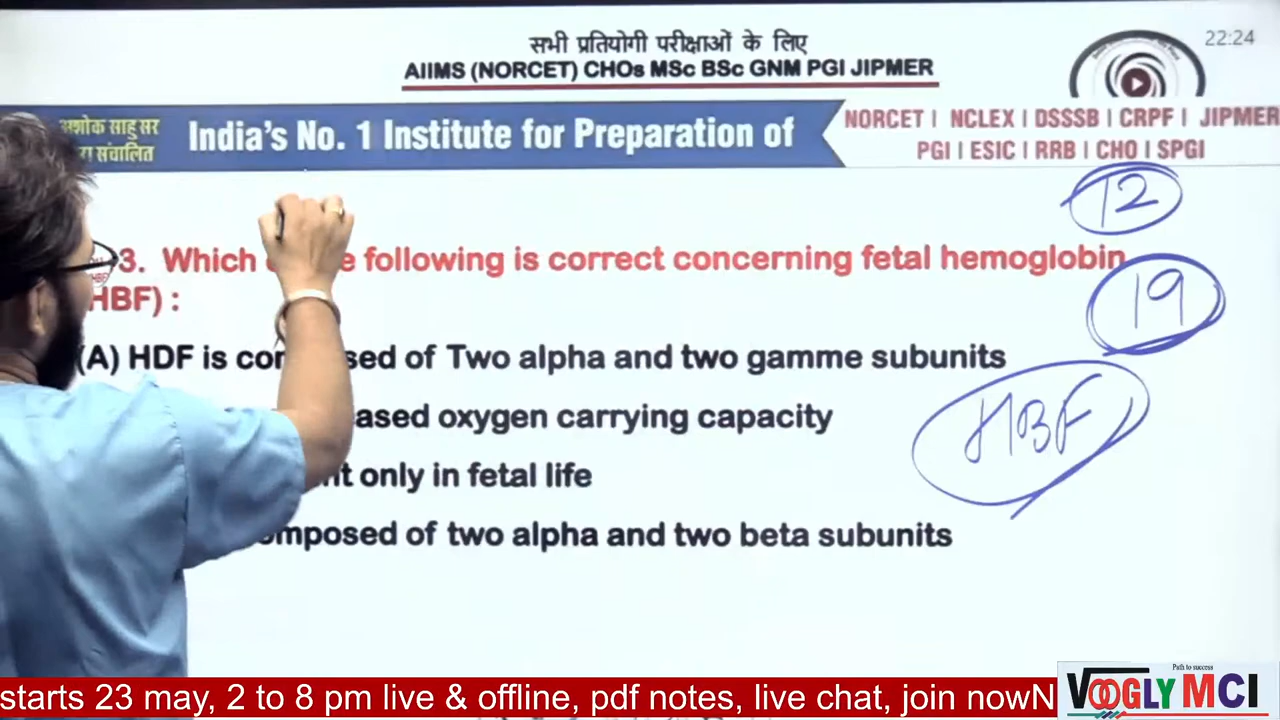 सभी प्रतियोगी परीक्षाओं के लिए
AIIMS (NORCET) CHOs MSc BSc GNM PGI JIPMER
22:24
अशोक साहु सर
संचालित
India's No. 1 Institute for Preparation of
NORCET I NCLEX I DSSSB I CRPF I JIPMER
PGI I ESIC I RRB I CHO I SPGI
12
3. Which following is correct concerning fetal hemoglobin
HBF) :
19
(A) HDF is composed of Two alpha and two gamme subunits
HBF
oxygen carrying capacity
only in fetal life
of two alpha and two beta subunits
starts 23 may, 2 to 8 pm live & offline, pdf notes, live chat, join nowN
Path to success
VOOGLY MCI